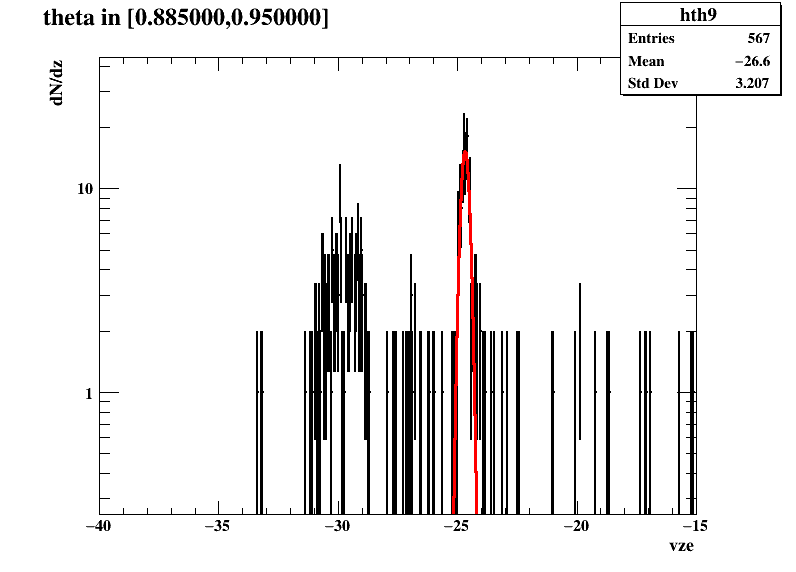 theta in [0.885000,0.950000]
hth9
Entries 567
Mean −26.6
Std Dev 3.207
dN/dz
10
1
−40 −35 −30 −25 −20 −15
vze